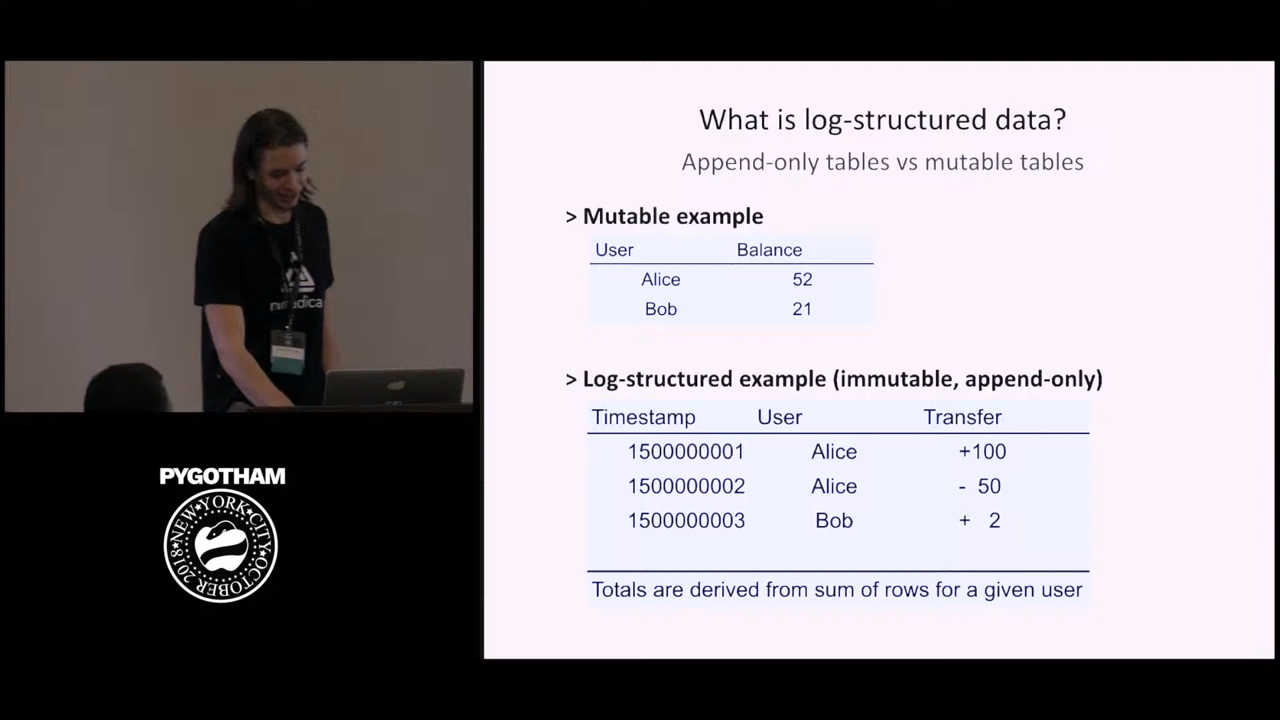 What is log-structured data?
Append-only tables vs mutable tables
> Mutable example
User Balance
Alice 52
Bob 21
> Log-structured example (immutable, append-only)
Timestamp User Transfer
1500000001 Alice +100
1500000002 Alice - 50
1500000003 Bob + 2
Totals are derived from sum of rows for a given user
PYGOTHAM
NEW★YORK★CITY
OCTOBER 2018